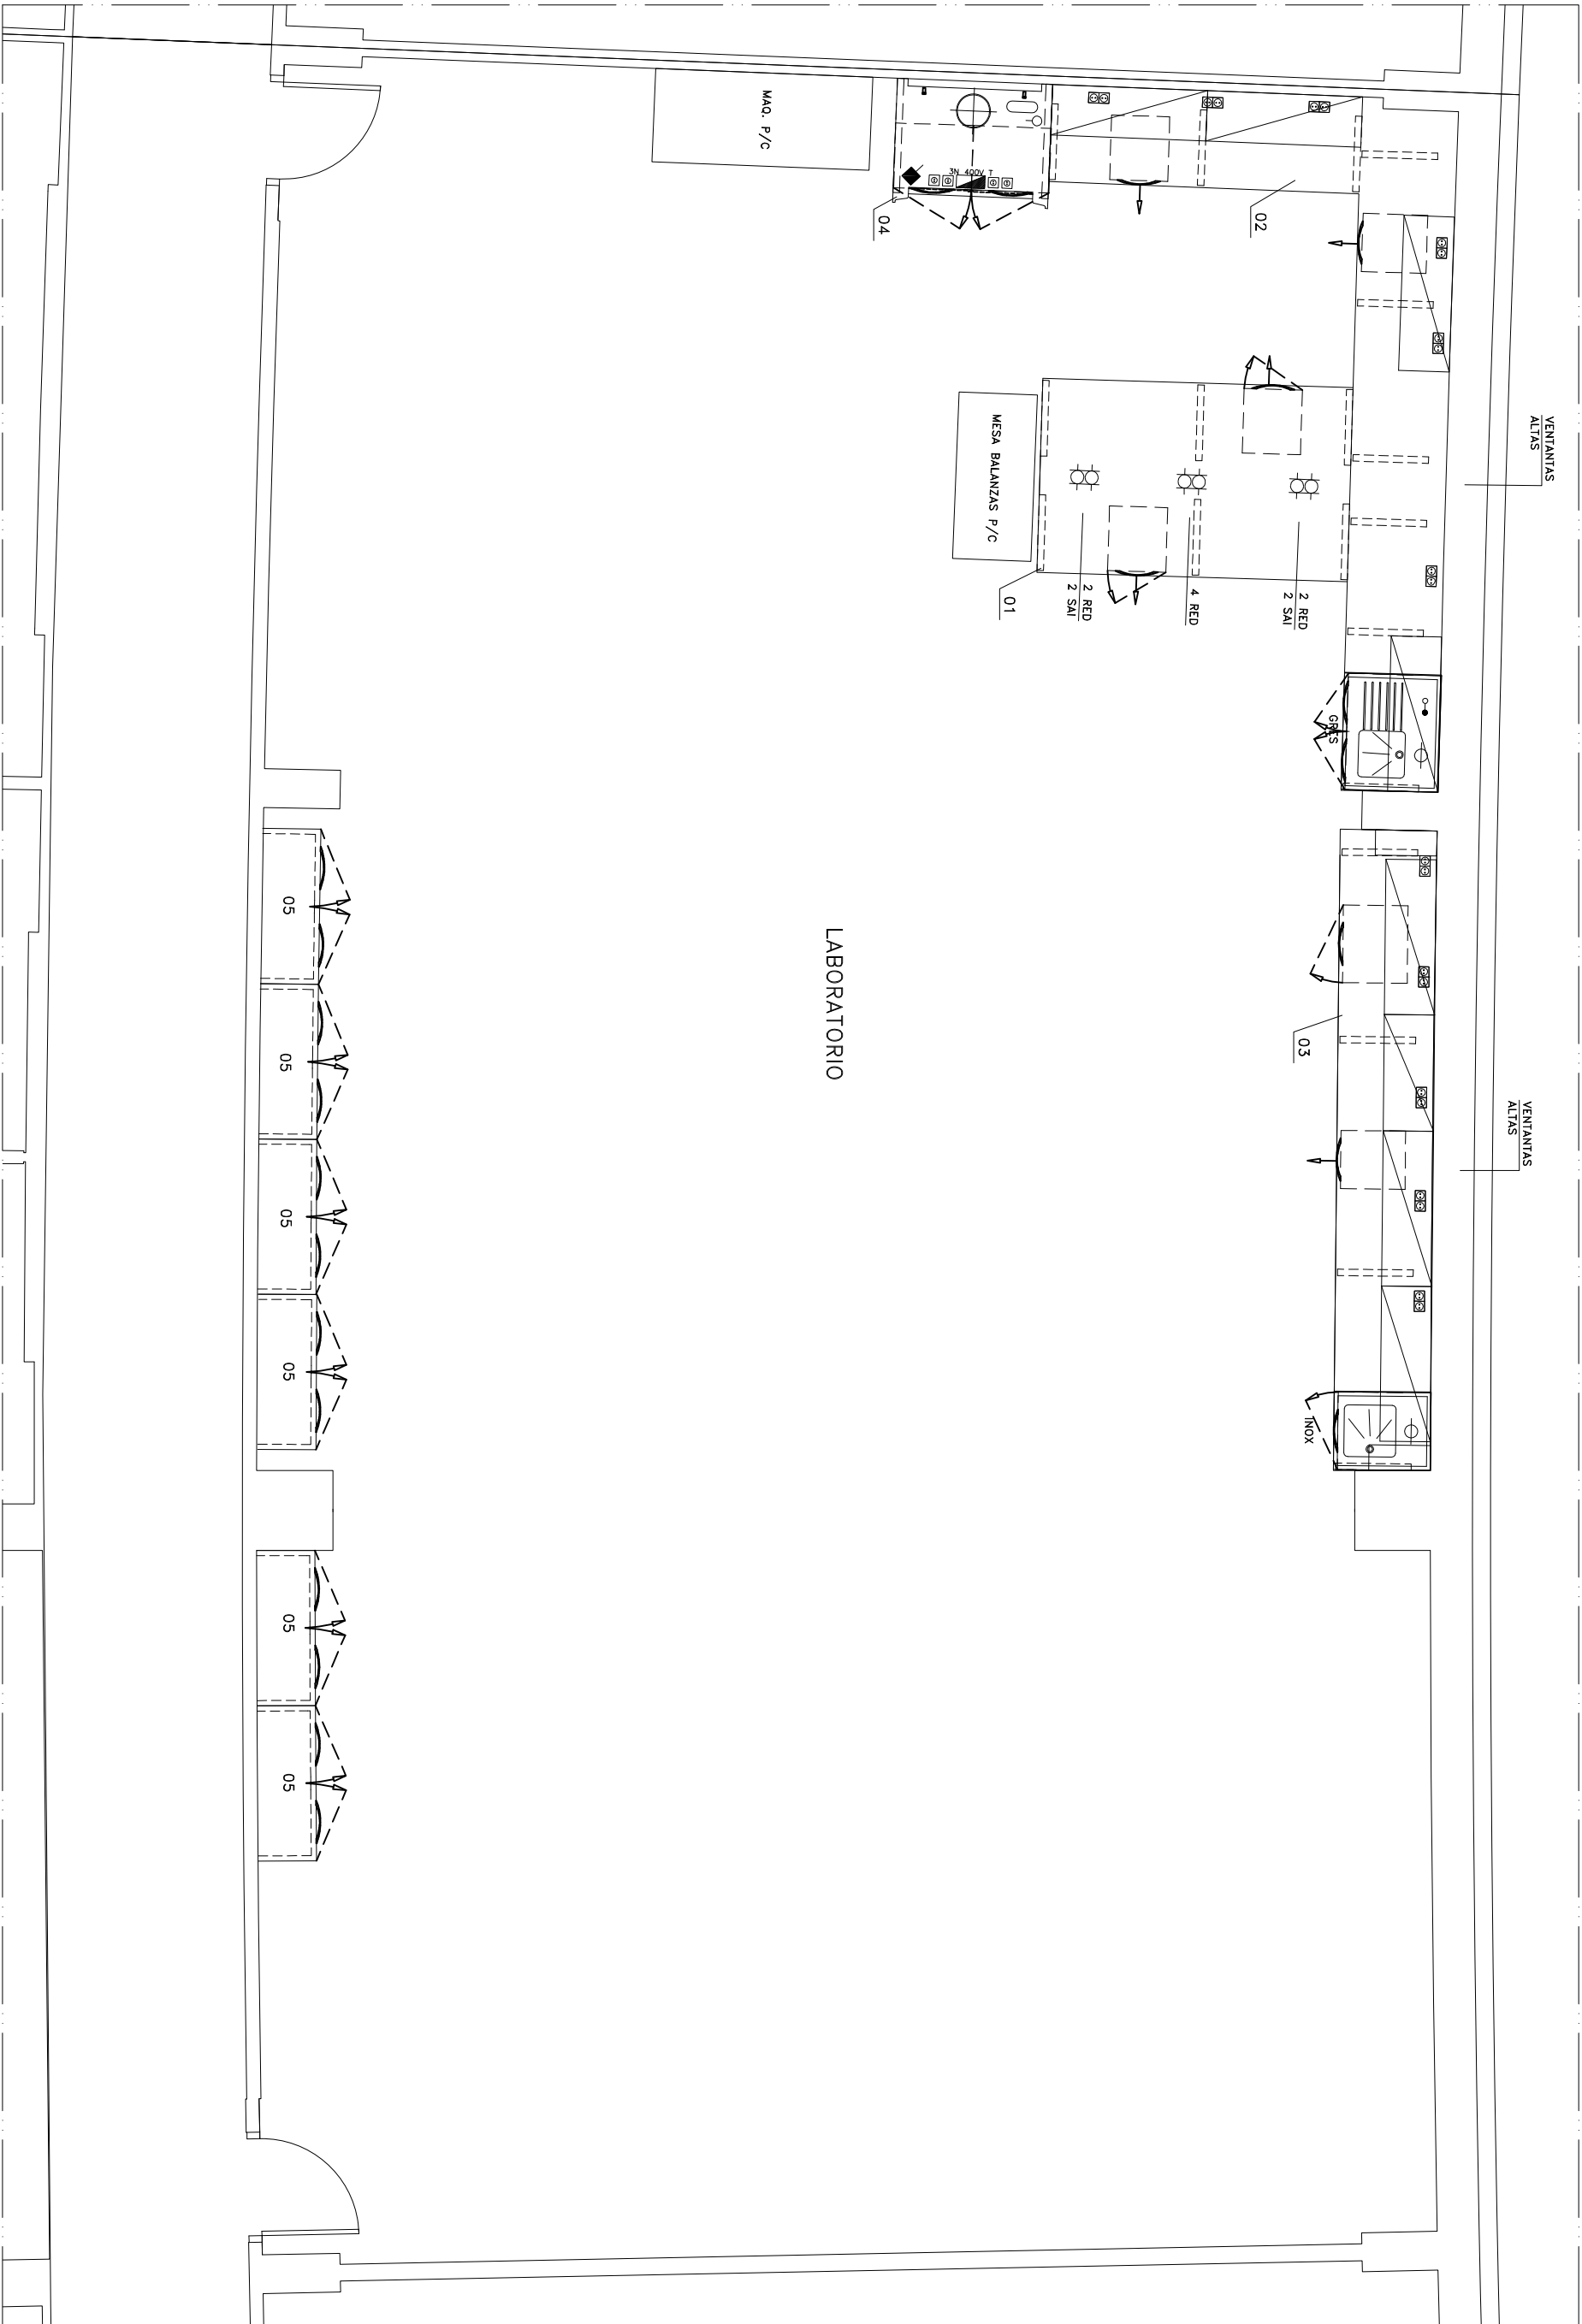 VENTANTAS
ALTAS
VENTANTAS
ALTAS
MAQ. P/C
3N 400V T
04
02
MESA BALANZAS P/C
01
2 RED
2 SAI
4 RED
2 RED
2 SAI
GRES
03
INOX
LABORATORIO
05
05
05
05
05
05